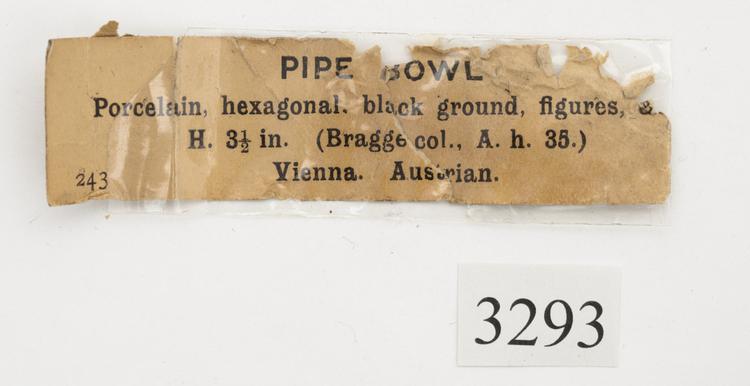 PIPE BOWL
Porcelain, hexagonal. black ground, figures, &.
H. 3½ in. (Bragge col., A. h. 35.)
243 Vienna. Austrian.
3293